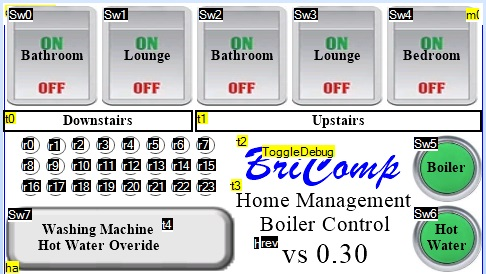 Sw0 Sw1 Sw2 Sw3 Sw4
ON ON ON ON ON
Bathroom Lounge Bathroom Lounge Bedroom
OFF OFF OFF OFF OFF
t0 Downstairs t1 Upstairs
r0 r1 r2 r3 r4 r5 r6 r7
r8 r9 r10 r11 r12 r13 r14 r15
r16 r17 r18 r19 r20 r21 r22 r23
t2
ToggleDebug
BriComp
t3
Home Management
Boiler Control
vs 0.30
Sw5
Boiler
Sw6
Hot
Water
Sw7
t4
Washing Machine
Hot Water Overide
ha